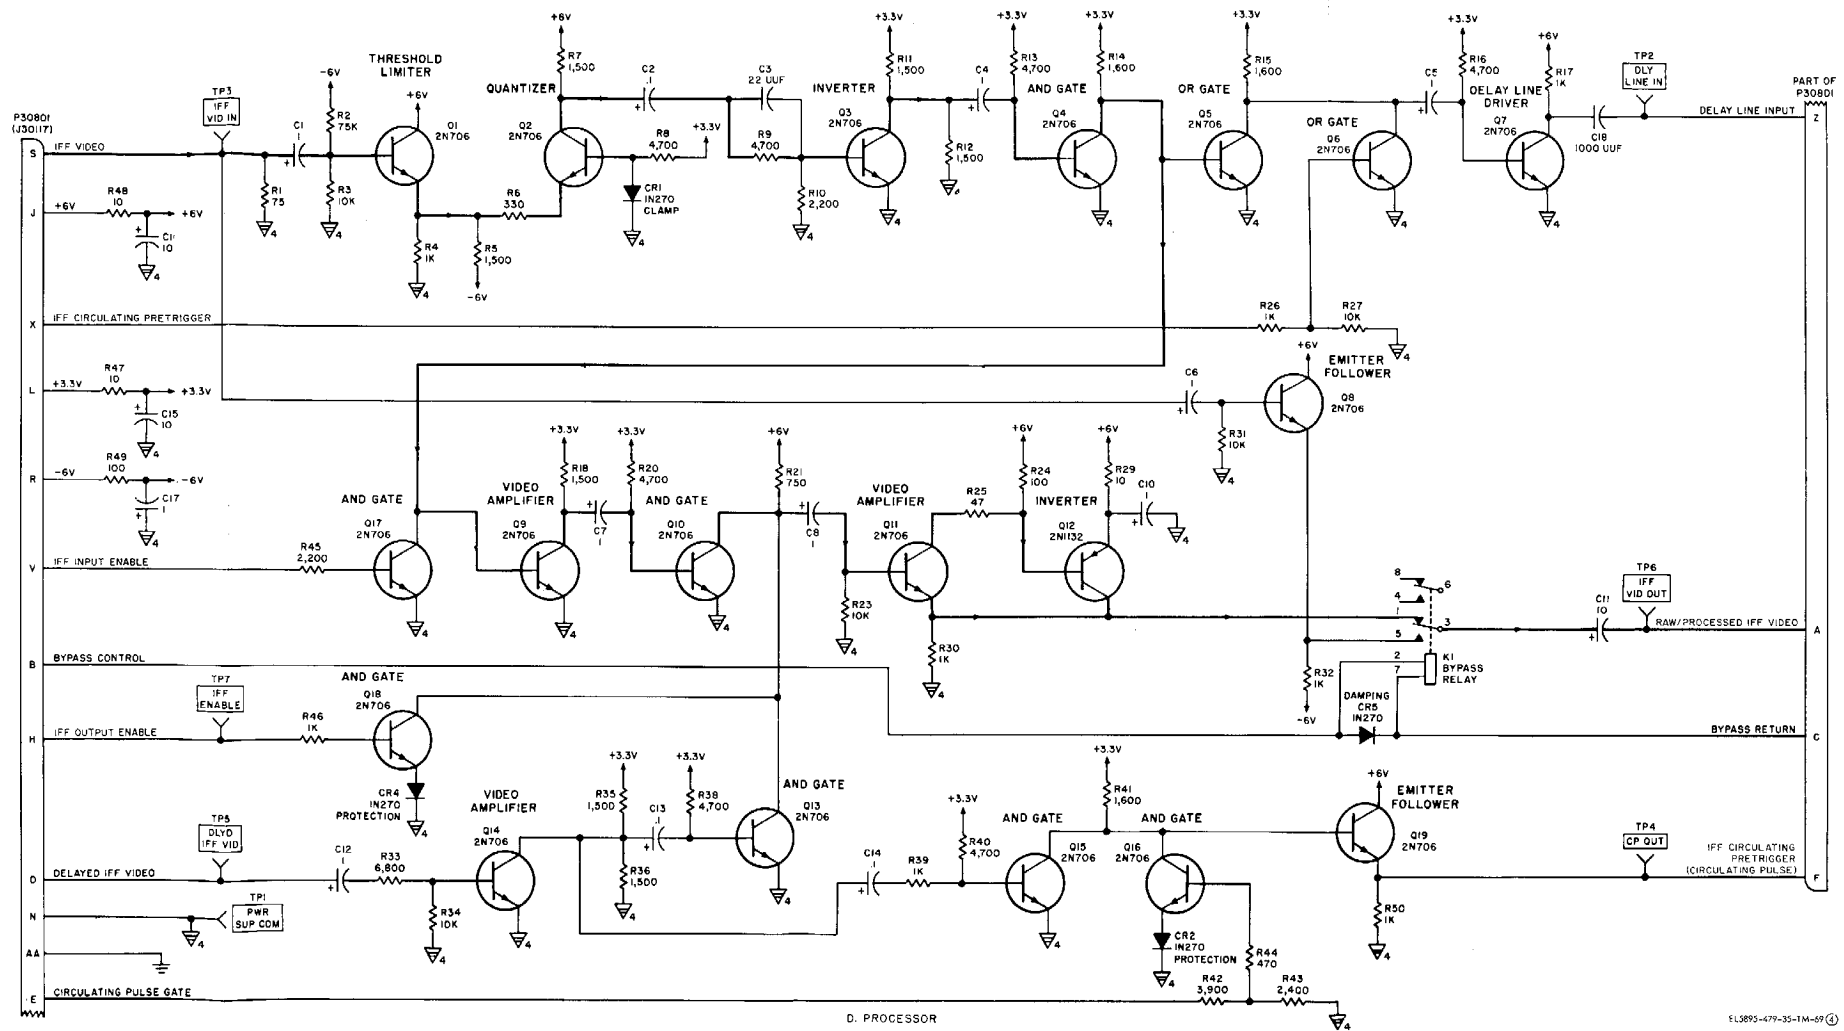 P30801
(J30117)
S
IFF VIDEO
TP3
IFF
VID IN
R1
75
C1
1
+
-6V
R2
75K
R3
10K
THRESHOLD
LIMITER
+6V
Q1
2N706
R4
1K
R5
1,500
-6V
R6
330
QUANTIZER
+6V
R7
1,500
Q2
2N706
C2
.1
R8
4,700
+3.3V
CR1
IN270
CLAMP
C3
22 UUF
R9
4,700
R10
2,200
INVERTER
Q3
2N706
+3.3V
R11
1,500
R12
1,500
C4
1
+3.3V
R13
4,700
AND GATE
Q4
2N706
+3.3V
R14
1,600
OR GATE
Q5
2N706
+3.3V
R15
1,600
OR GATE
Q6
2N706
C5
1
+3.3V
R16
4,700
DELAY LINE
DRIVER
Q7
2N706
+6V
R17
1K
C18
1000 UUF
TP2
DLY
LINE IN
DELAY LINE INPUT
PART OF
P30801
Z
J
+6V
R48
10
+6V
C11
10
X
IFF CIRCULATING PRETRIGGER
R26
1K
R27
10K
L
+3.3V
R47
10
+3.3V
C15
10
C6
1
R31
10K
+6V
EMITTER
FOLLOWER
Q8
2N706
R
-6V
R49
100
-6V
C17
1
V
IFF INPUT ENABLE
R45
2,200
AND GATE
Q17
2N706
VIDEO
AMPLIFIER
Q9
2N706
+3.3V
R18
1,500
C7
1
+3.3V
R20
4,700
AND GATE
Q10
2N706
+6V
R21
750
C8
1
R23
10K
VIDEO
AMPLIFIER
Q11
2N706
R25
47
+6V
R24
100
INVERTER
Q12
2N1132
+6V
R29
10
C10
1
R30
1K
R32
1K
-6V
8
6
4
1
3
5
2
7
K1
BYPASS
RELAY
C11
10
TP6
IFF
VID OUT
RAW/PROCESSED IFF VIDEO
A
B
BYPASS CONTROL
DAMPING
CR5
IN270
BYPASS RETURN
C
H
IFF OUTPUT ENABLE
TP7
IFF
ENABLE
R46
1K
AND GATE
Q18
2N706
CR4
IN270
PROTECTION
D
DELAYED IFF VIDEO
TP5
DLYD
IFF VID
C12
1
R33
6,800
R34
10K
VIDEO
AMPLIFIER
Q14
2N706
+3.3V
R35
1,500
R36
1,500
C13
.1
+3.3V
R38
4,700
AND GATE
Q13
2N706
C14
.1
R39
1K
+3.3V
R40
4,700
AND GATE
Q15
2N706
+3.3V
R41
1,600
AND GATE
Q16
2N706
CR2
IN270
PROTECTION
R44
470
+6V
EMITTER
FOLLOWER
Q19
2N706
R50
1K
TP4
CP OUT
IFF CIRCULATING
PRETRIGGER
(CIRCULATING PULSE)
F
N
TP1
PWR
SUP COM
AA
E
CIRCULATING PULSE GATE
R42
3,900
R43
2,400
D. PROCESSOR
EL5895-479-35-TM-69④